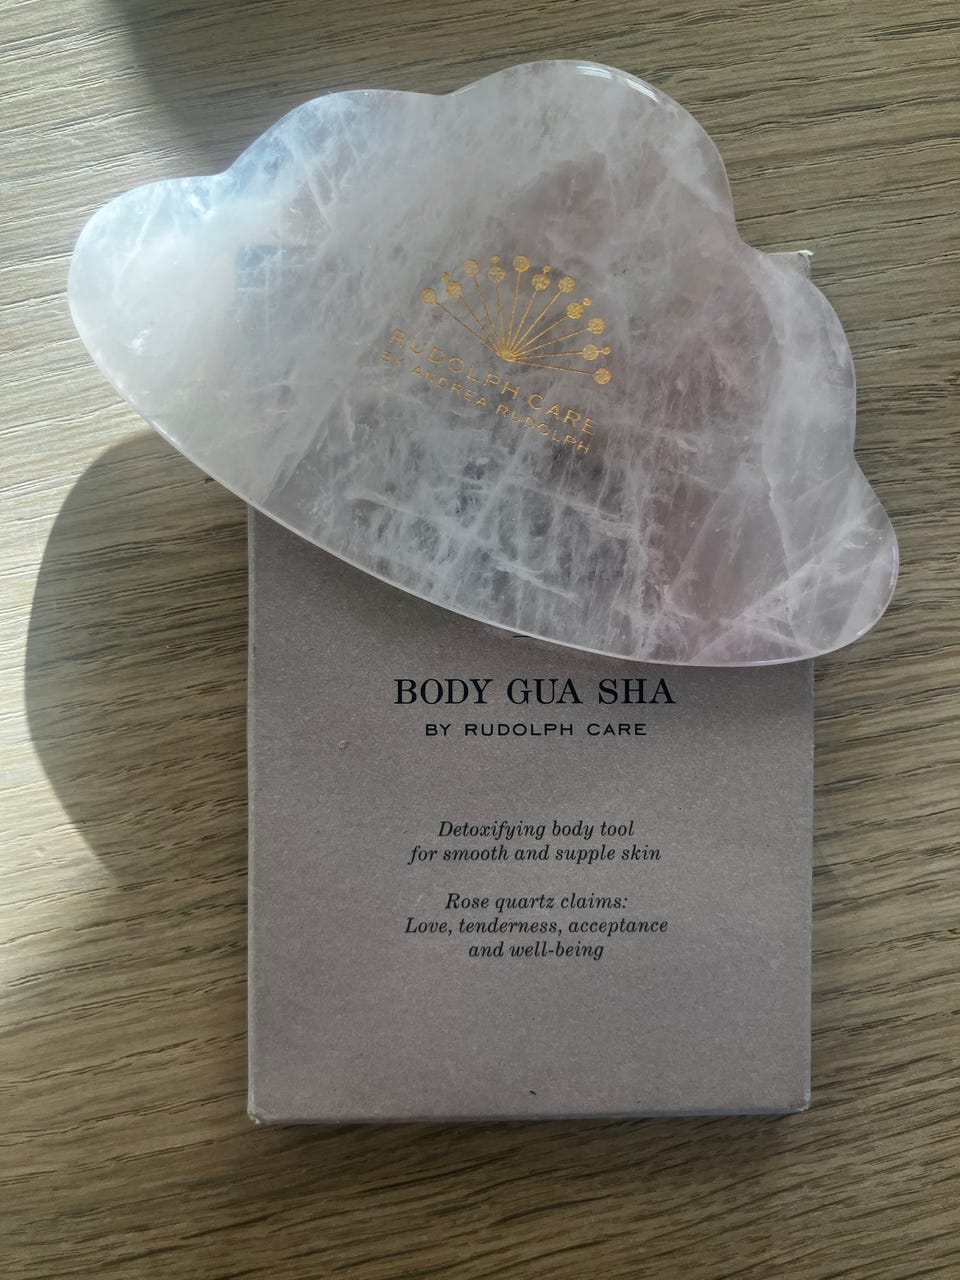 RUDOLPH CARE
BY ANDREA RUDOLPH
BODY GUA SHA
BY RUDOLPH CARE
Detoxifying body tool
for smooth and supple skin
Rose quartz claims:
Love, tenderness, acceptance
and well-being